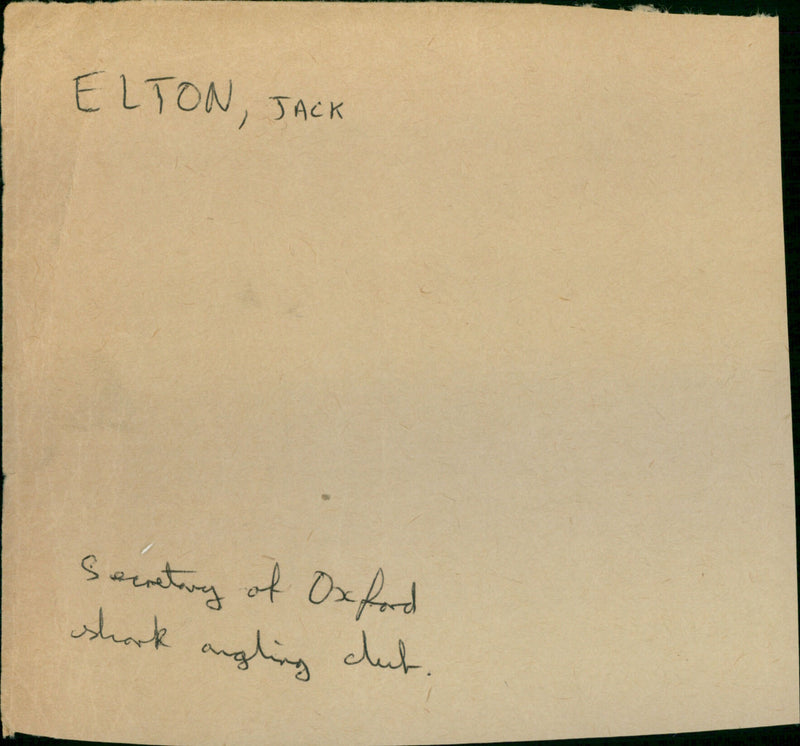 ELTON, JACK
Secretary of Oxford
shark angling club.